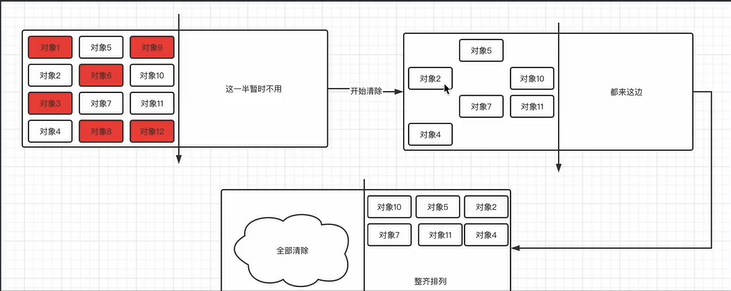 对象1 对象5 对象9
对象2 对象6 对象10
对象3 对象7 对象11
对象4 对象8 对象12
这一半暂时不用
开始清除
对象5
对象2 对象10
对象7 对象11
对象4
都来这边
全部清除
对象10 对象5 对象2
对象7 对象11 对象4
整齐排列